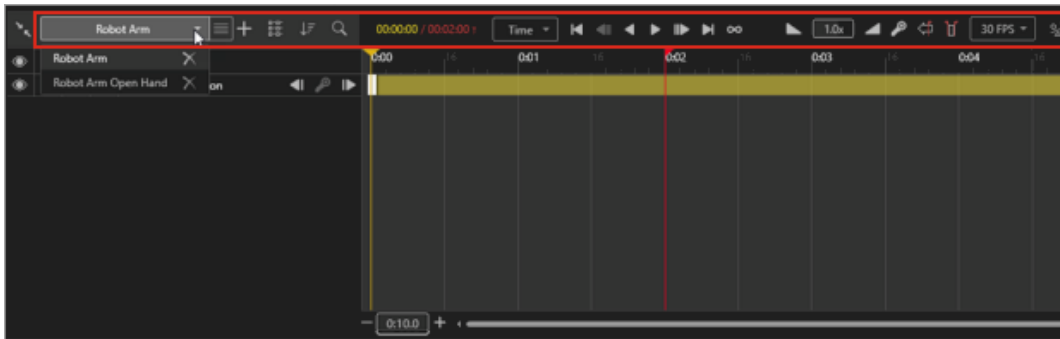 Robot Arm 00:00:00 / 00:02:00 Time 1.0x 30 FPS
Robot Arm 0:00 16 0:01 16 0:02 16 0:03 16 0:04 16
Robot Arm Open Hand on
0:10.0